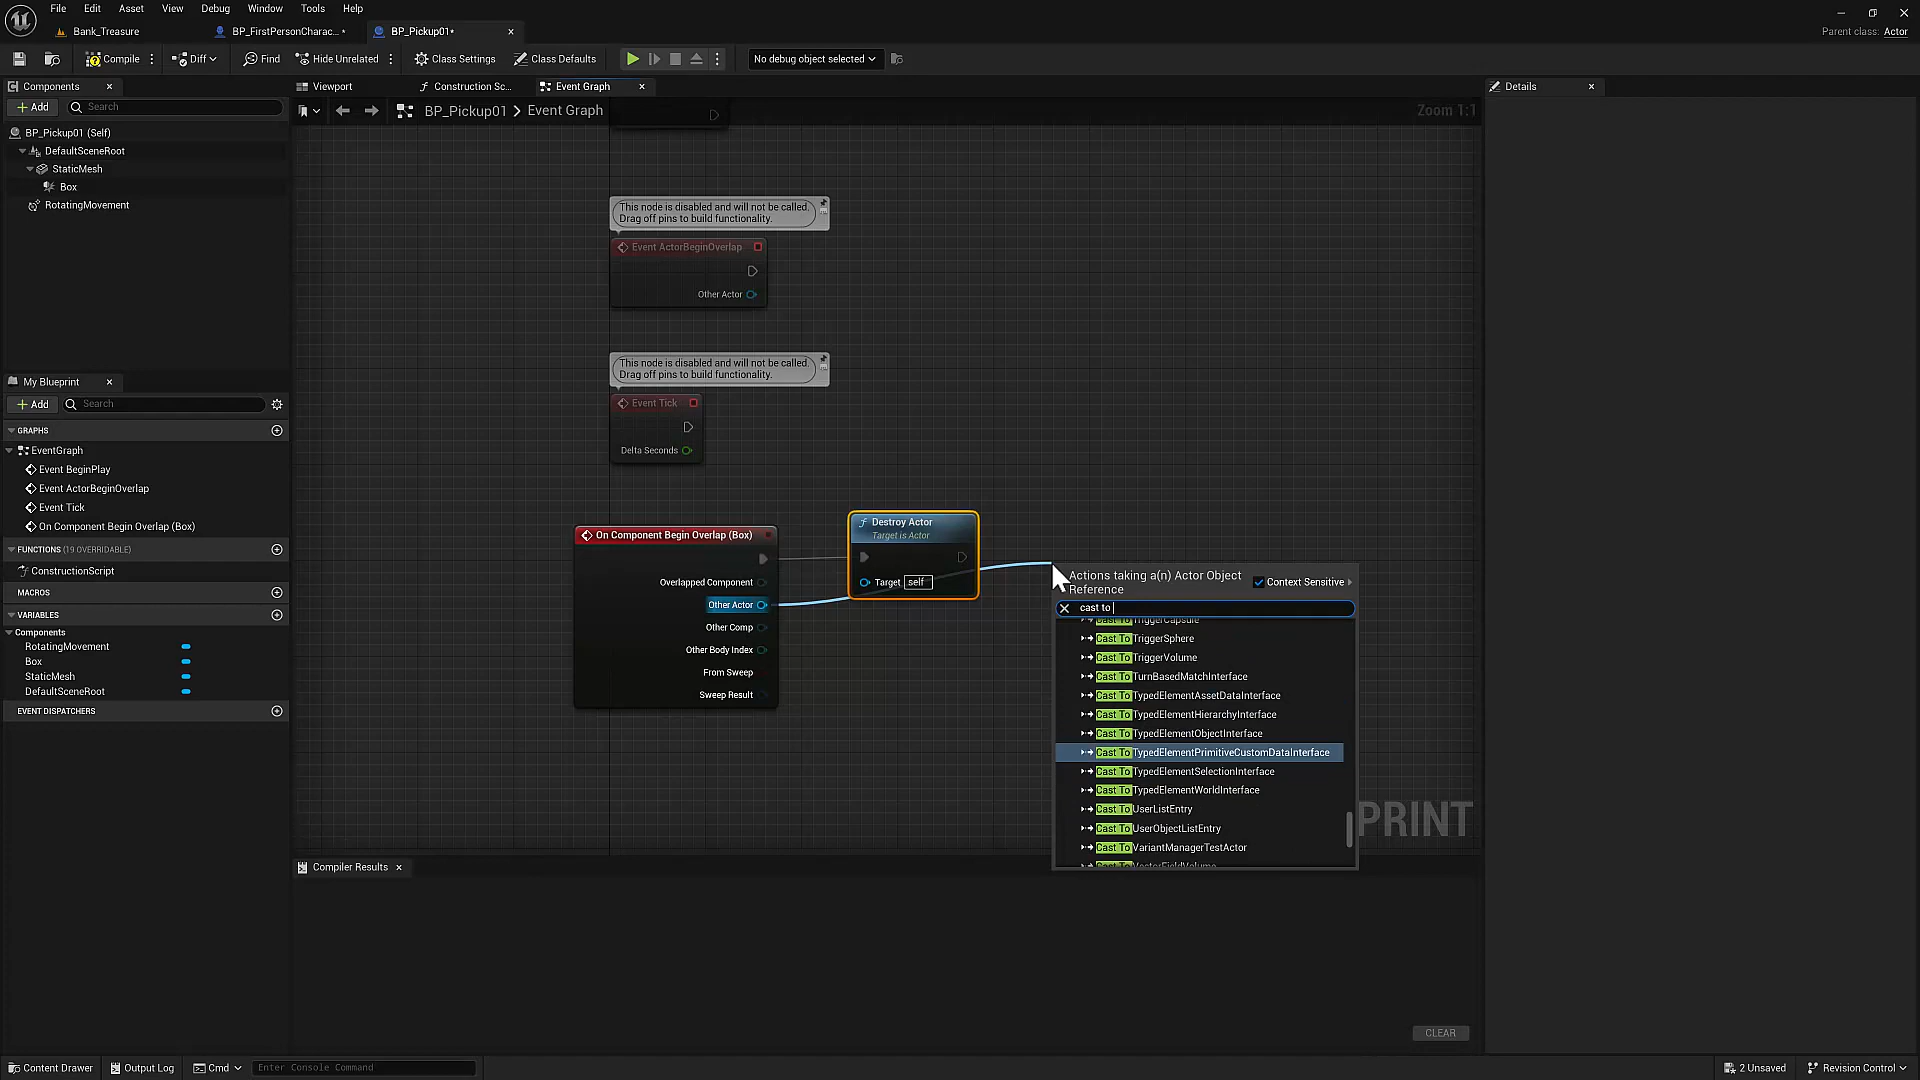 File Edit Asset View Debug Window Tools Help
Bank_Treasure
BP_FirstPersonCharac...*
BP_Pickup01*
Parent class: Actor
Compile
Diff
Find
Hide Unrelated
Class Settings
Class Defaults
No debug object selected
Components
Viewport
Construction Sc...
Event Graph
Details
Add
Search
BP_Pickup01
Event Graph
Zoom 1:1
BP_Pickup01 (Self)
DefaultSceneRoot
StaticMesh
Box
RotatingMovement
This node is disabled and will not be called.
Drag off pins to build functionality.
Event ActorBeginOverlap
Other Actor
This node is disabled and will not be called.
Drag off pins to build functionality.
Event Tick
Delta Seconds
My Blueprint
Add
Search
GRAPHS
EventGraph
Event BeginPlay
Event ActorBeginOverlap
Event Tick
On Component Begin Overlap (Box)
FUNCTIONS (19 OVERRIDABLE)
ConstructionScript
MACROS
VARIABLES
Components
RotatingMovement
Box
StaticMesh
DefaultSceneRoot
EVENT DISPATCHERS
On Component Begin Overlap (Box)
Overlapped Component
Other Actor
Other Comp
Other Body Index
From Sweep
Sweep Result
Destroy Actor
Target is Actor
Target self
Actions taking a(n) Actor Object
Reference
Context Sensitive
cast to
Cast To TriggerCapsule
Cast To TriggerSphere
Cast To TriggerVolume
Cast To TurnBasedMatchInterface
Cast To TypedElementAssetDataInterface
Cast To TypedElementHierarchyInterface
Cast To TypedElementObjectInterface
Cast To TypedElementPrimitiveCustomDataInterface
Cast To TypedElementSelectionInterface
Cast To TypedElementWorldInterface
Cast To UserListEntry
Cast To UserObjectListEntry
Cast To VariantManagerTestActor
Cast To VectorFieldVolume
PRINT
Compiler Results
CLEAR
Content Drawer
Output Log
Cmd
Enter Console Command
2 Unsaved
Revision Control